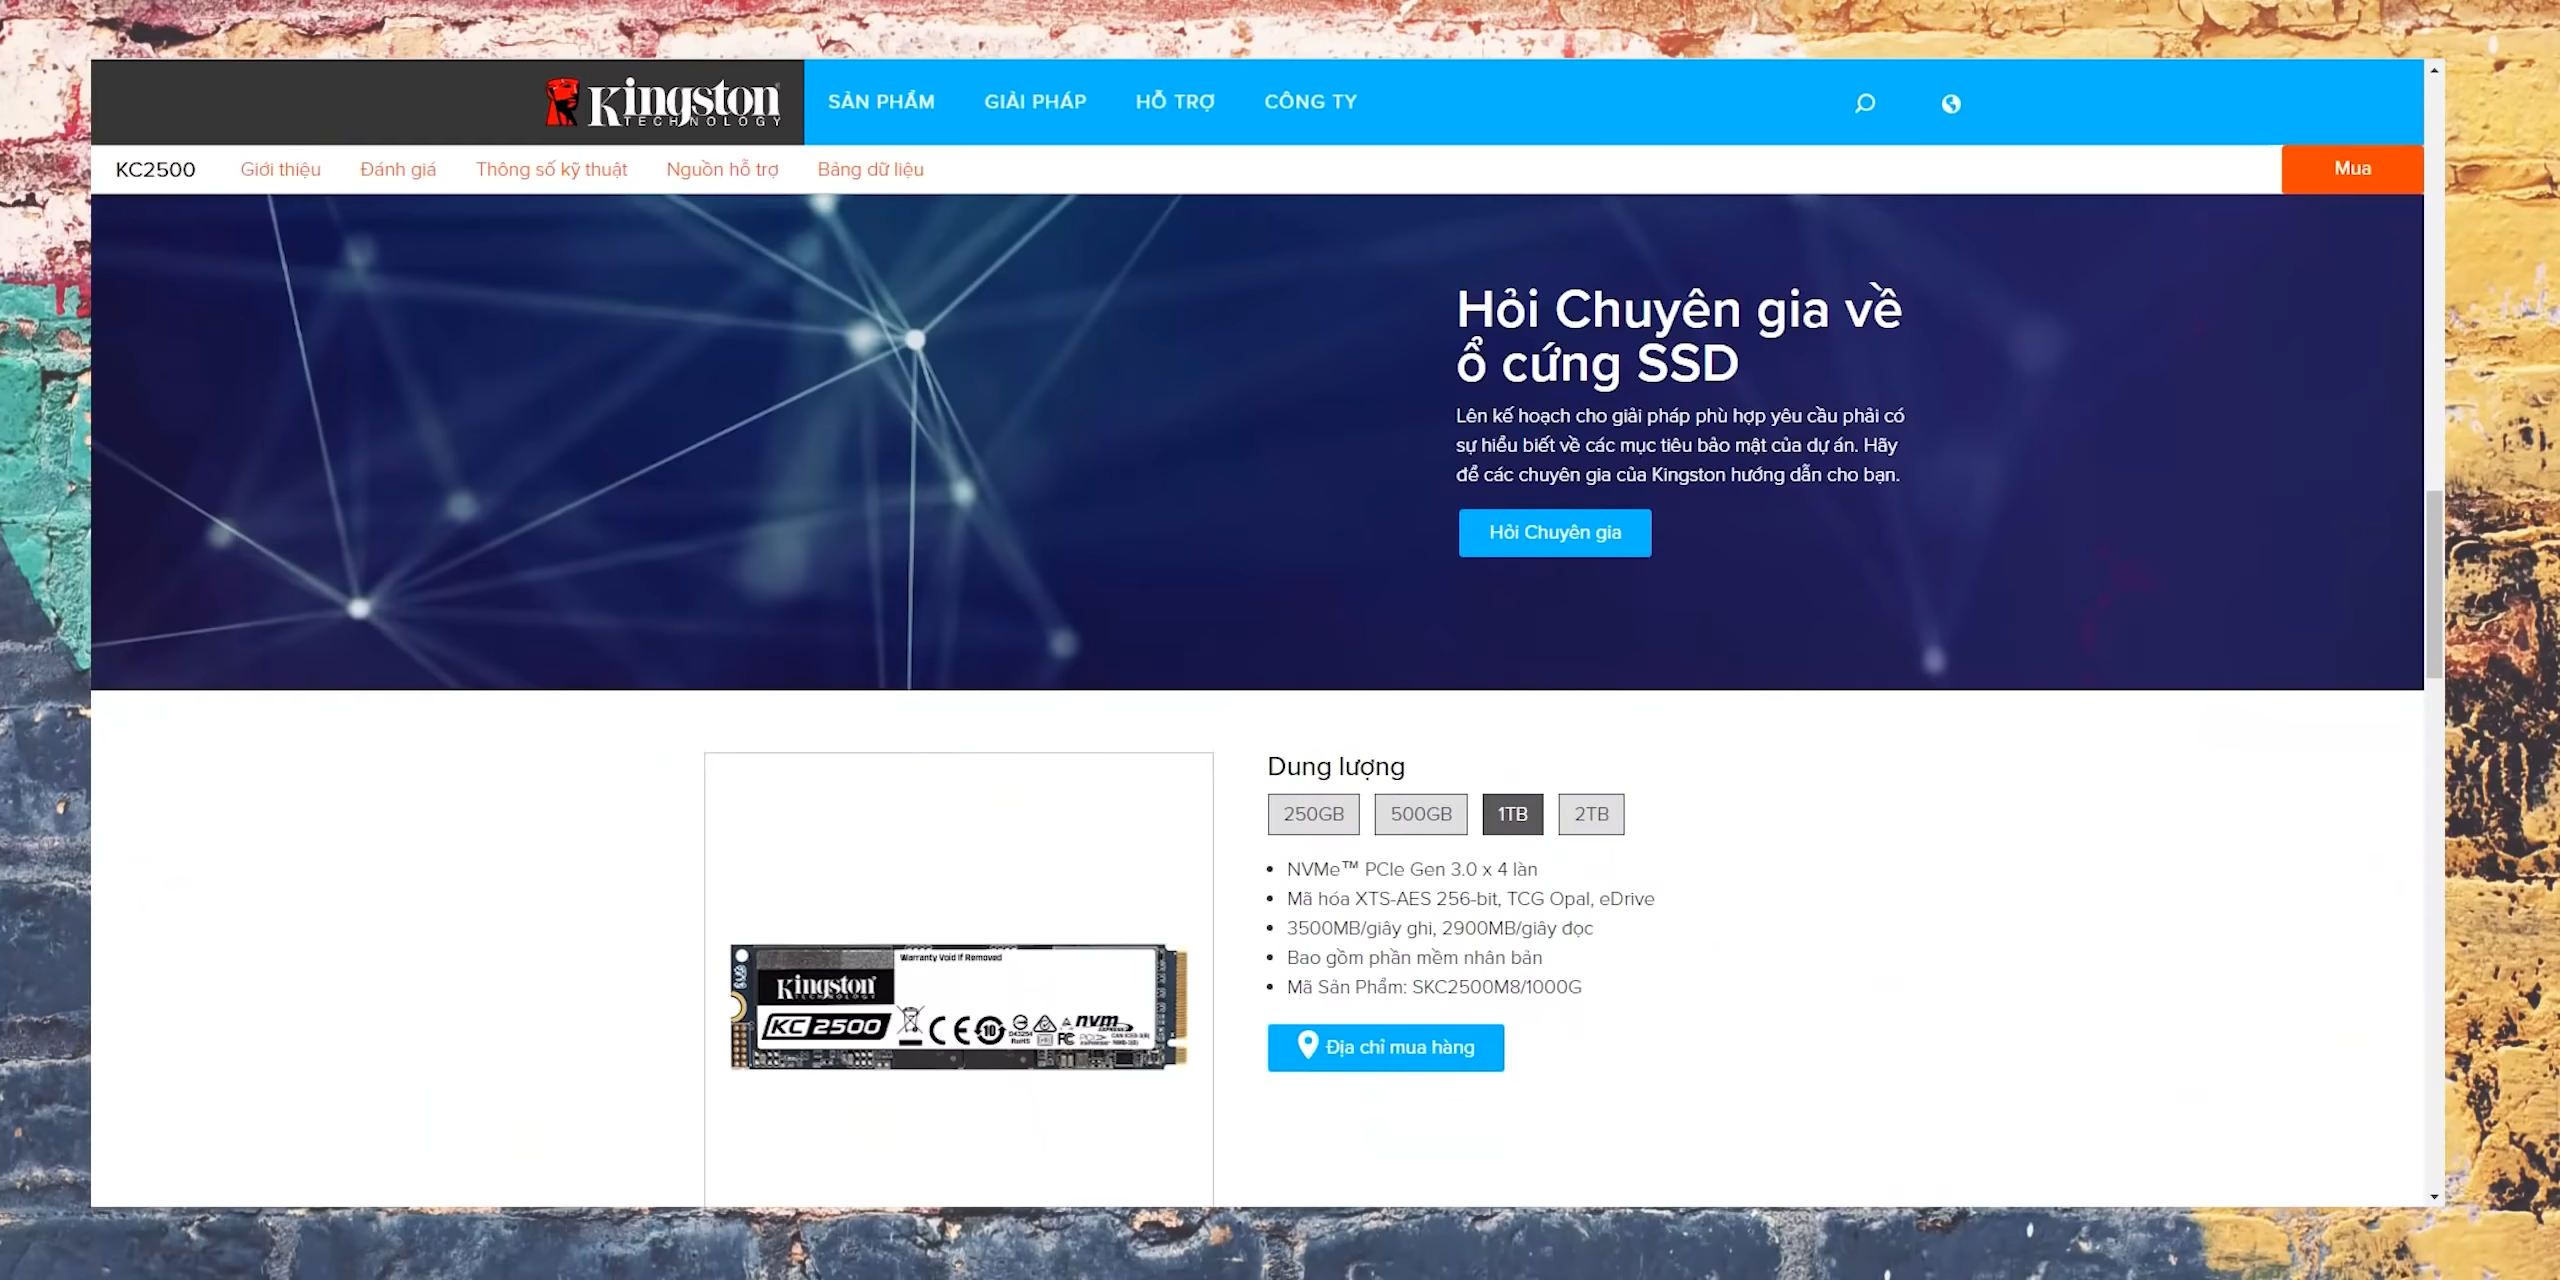 Kingston
TECHNOLOGY
SẢN PHẨM GIẢI PHÁP HỖ TRỢ CÔNG TY
KC2500 Giới thiệu Đánh giá Thông số kỹ thuật Nguồn hỗ trợ Bảng dữ liệu Mua
Hỏi Chuyên gia về
ổ cứng SSD
Lên kế hoạch cho giải pháp phù hợp yêu cầu phải có
sự hiểu biết về các mục tiêu bảo mật của dự án. Hãy
để các chuyên gia của Kingston hướng dẫn cho bạn.
Hỏi Chuyên gia
Dung lượng
250GB 500GB 1TB 2TB
NVMe™ PCIe Gen 3.0 x 4 làn
Mã hóa XTS-AES 256-bit, TCG Opal, eDrive
3500MB/giây ghi, 2900MB/giây đọc
Bao gồm phần mềm nhân bản
Mã Sản Phẩm: SKC2500M8/1000G
Địa chỉ mua hàng
Warranty Void If Removed
Kingston
TECHNOLOGY
KC2500
CE 10 RoHS FC nvm EXPRESS